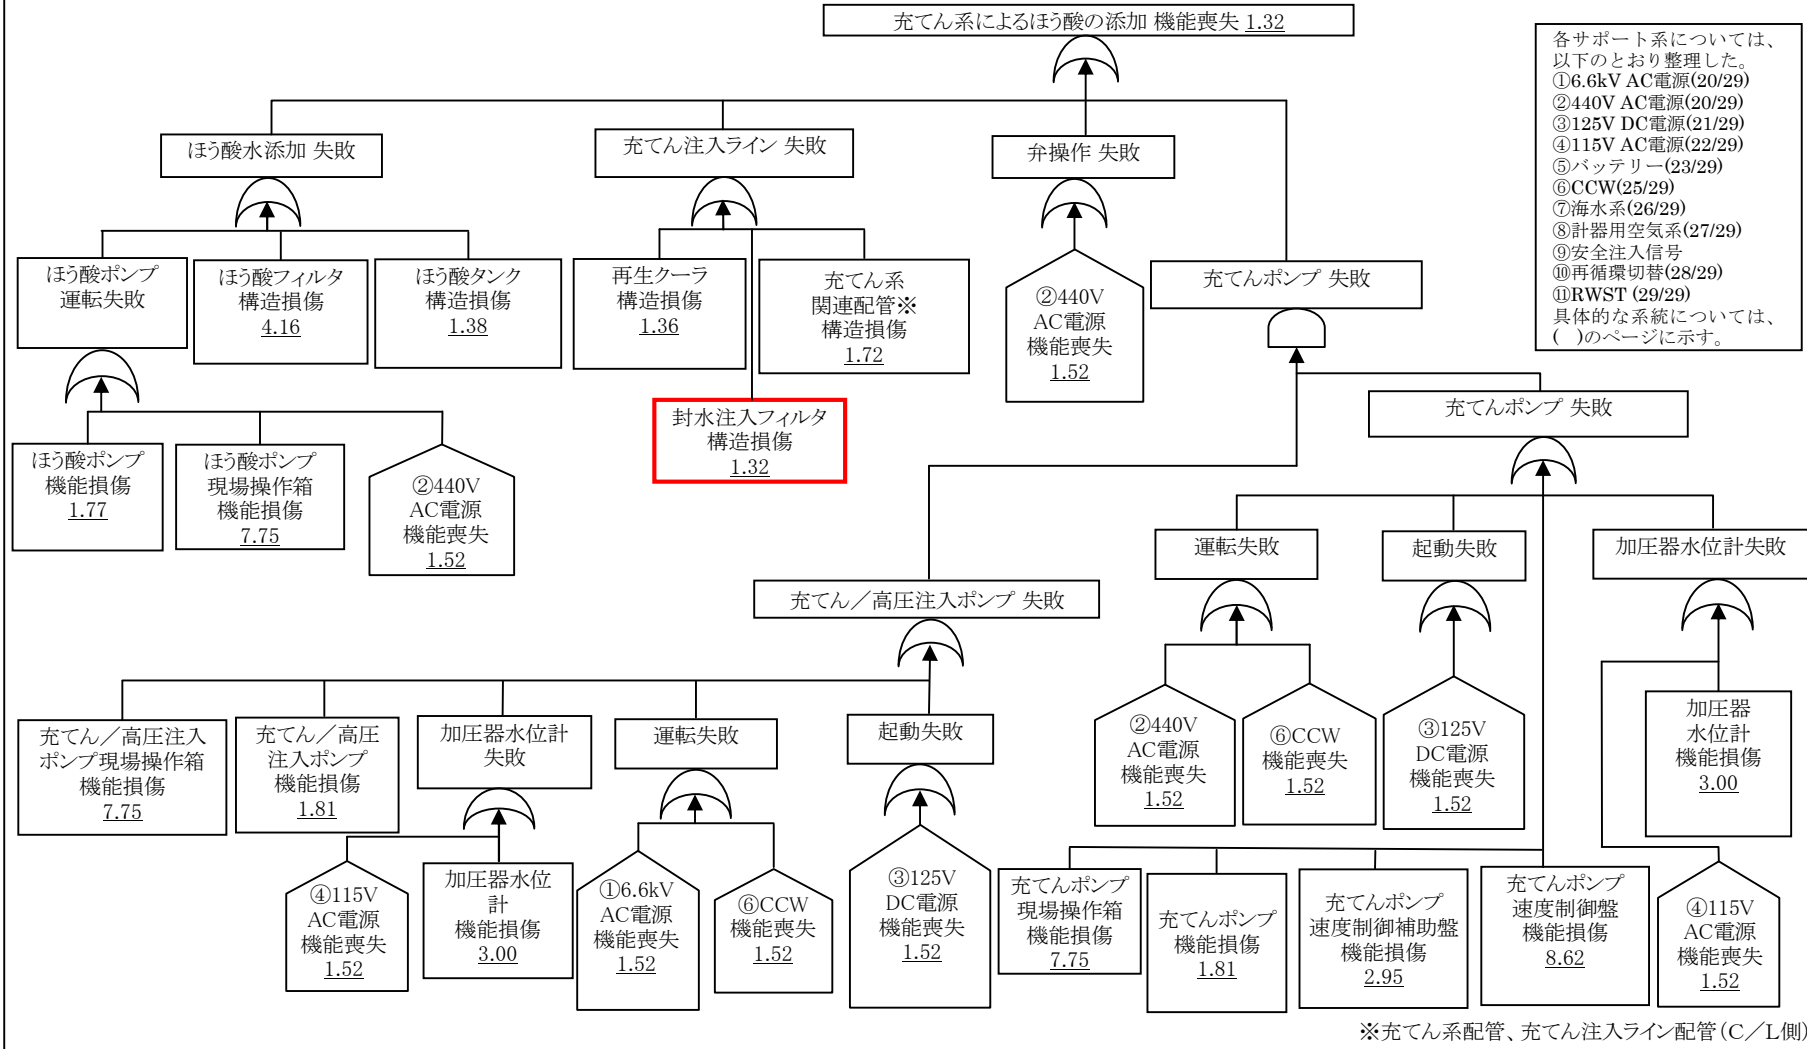 充てん系によるほう酸の添加 機能喪失 1.32
各サポート系については、
以下のとおり整理した。
①6.6kV AC電源(20/29)
②440V AC電源(20/29)
③125V DC電源(21/29)
④115V AC電源(22/29)
⑤バッテリー(23/29)
⑥CCW(25/29)
⑦海水系(26/29)
⑧計器用空気系(27/29)
⑨安全注入信号
⑩再循環切替(28/29)
⑪RWST (29/29)
具体的な系統については、
(　)のページに示す。
ほう酸水添加 失敗
充てん注入ライン 失敗
弁操作 失敗
充てんポンプ 失敗
ほう酸ポンプ
運転失敗
ほう酸フィルタ
構造損傷
4.16
ほう酸タンク
構造損傷
1.38
再生クーラ
構造損傷
1.36
充てん系
関連配管※
構造損傷
1.72
②440V
AC電源
機能喪失
1.52
封水注入フィルタ
構造損傷
1.32
充てんポンプ 失敗
ほう酸ポンプ
機能損傷
1.77
ほう酸ポンプ
現場操作箱
機能損傷
7.75
②440V
AC電源
機能喪失
1.52
運転失敗
起動失敗
加圧器水位計失敗
充てん／高圧注入ポンプ 失敗
充てん／高圧注入
ポンプ現場操作箱
機能損傷
7.75
充てん／高圧
注入ポンプ
機能損傷
1.81
加圧器水位計
失敗
運転失敗
起動失敗
②440V
AC電源
機能喪失
1.52
⑥CCW
機能喪失
1.52
③125V
DC電源
機能喪失
1.52
加圧器
水位計
機能損傷
3.00
④115V
AC電源
機能喪失
1.52
加圧器水位
計
機能損傷
3.00
①6.6kV
AC電源
機能喪失
1.52
⑥CCW
機能喪失
1.52
③125V
DC電源
機能喪失
1.52
充てんポンプ
現場操作箱
機能損傷
7.75
充てんポンプ
機能損傷
1.81
充てんポンプ
速度制御補助盤
機能損傷
2.95
充てんポンプ
速度制御盤
機能損傷
8.62
④115V
AC電源
機能喪失
1.52
※充てん系配管、充てん注入ライン配管（C／L側）